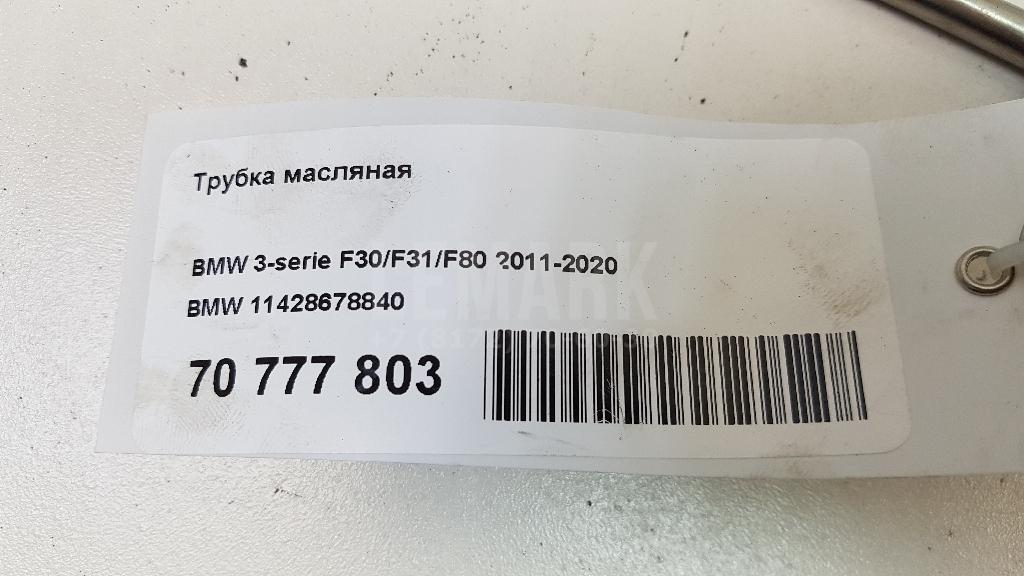 Трубка масляная
BMW 3-serie F30/F31/F80 2011-2020
BMW 11428678840
70 777 803